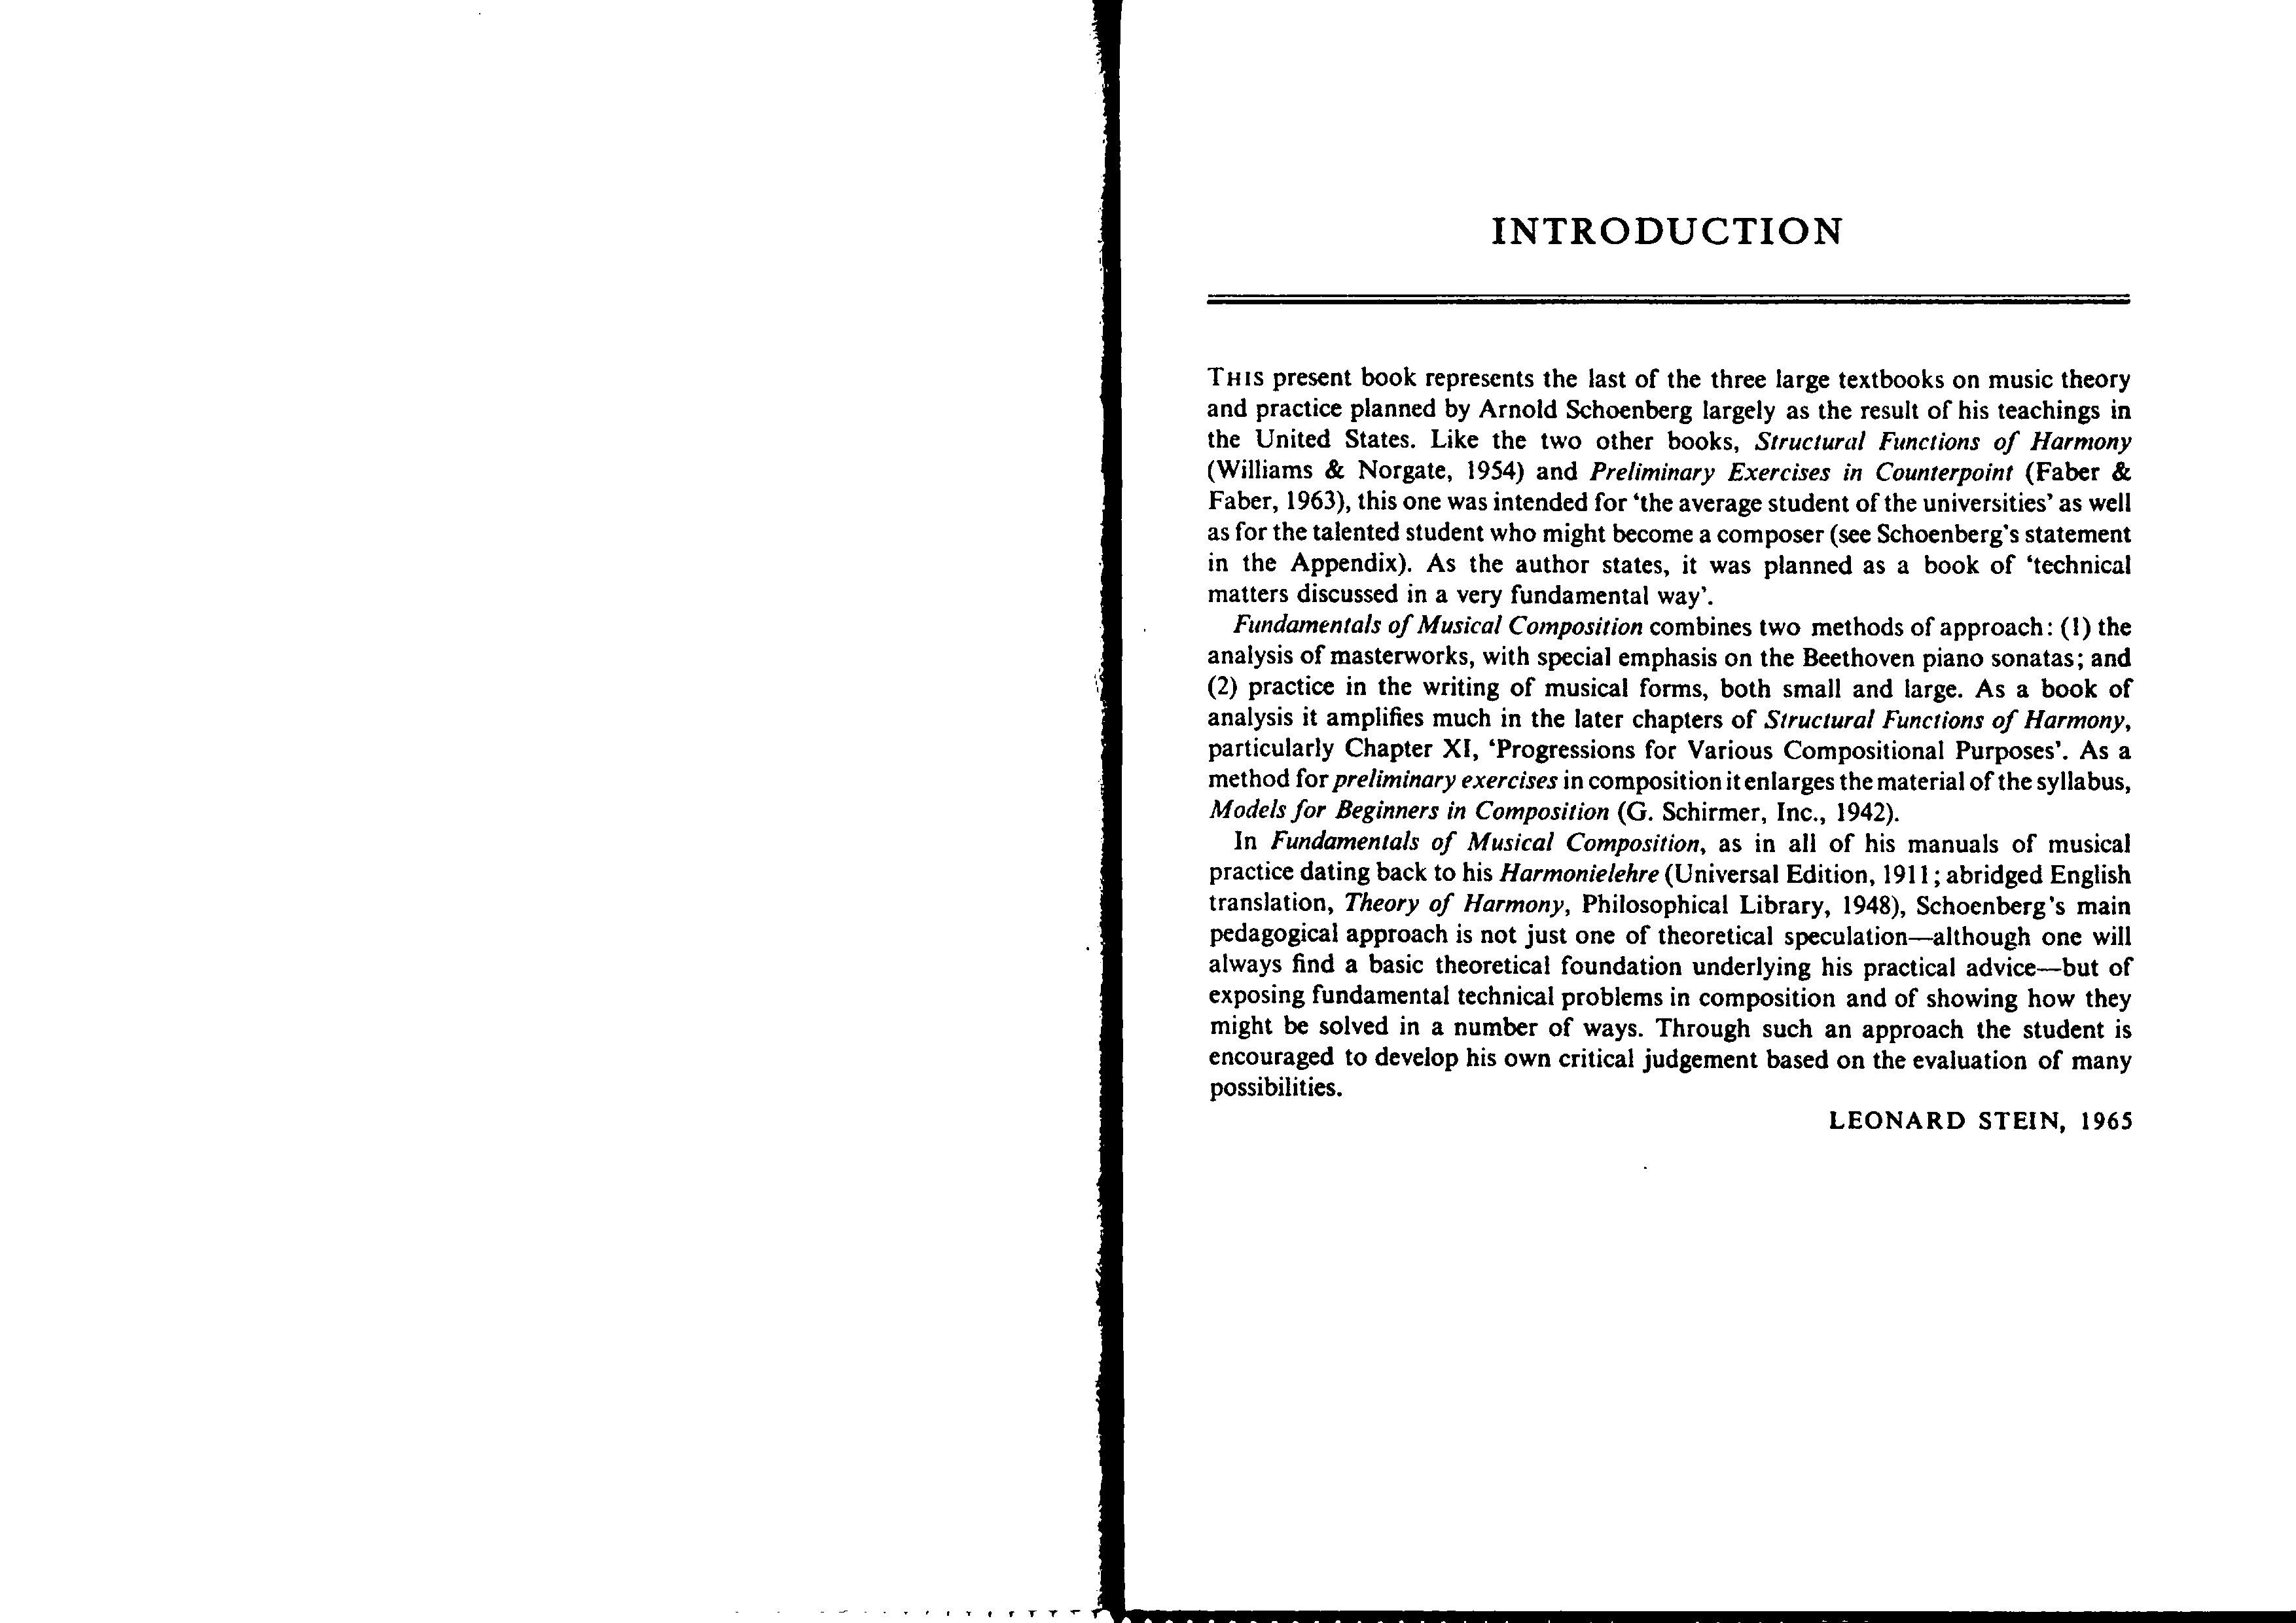 INTRODUCTION
THIS present book represents the last of the three large textbooks on music theory
and practice planned by Arnold Schoenberg largely as the result of his teachings in
the United States. Like the two other books, Structural Functions of Harmony
(Williams & Norgate, 1954) and Preliminary Exercises in Counterpoint (Faber &
Faber, 1963), this one was intended for ‘the average student of the universities’ as well
as for the talented student who might become a composer (see Schoenberg's statement
in the Appendix). As the author states, it was planned as a book of ‘technical
matters discussed in a very fundamental way’.
Fundamentals of Musical Composition combines two methods of approach: (1) the
analysis of masterworks, with special emphasis on the Beethoven piano sonatas; and
(2) practice in the writing of musical forms, both small and large. As a book of
analysis it amplifies much in the later chapters of Structural Functions of Harmony,
particularly Chapter XI, ‘Progressions for Various Compositional Purposes’. As a
method for preliminary exercises in composition it enlarges the material of the syllabus,
Models for Beginners in Composition (G. Schirmer, Inc., 1942).
In Fundamentals of Musical Composition, as in all of his manuals of musical
practice dating back to his Harmonielehre (Universal Edition, 1911; abridged English
translation, Theory of Harmony, Philosophical Library, 1948), Schoenberg's main
pedagogical approach is not just one of theoretical speculation—although one will
always find a basic theoretical foundation underlying his practical advice—but of
exposing fundamental technical problems in composition and of showing how they
might be solved in a number of ways. Through such an approach the student is
encouraged to develop his own critical judgement based on the evaluation of many
possibilities.
LEONARD STEIN, 1965